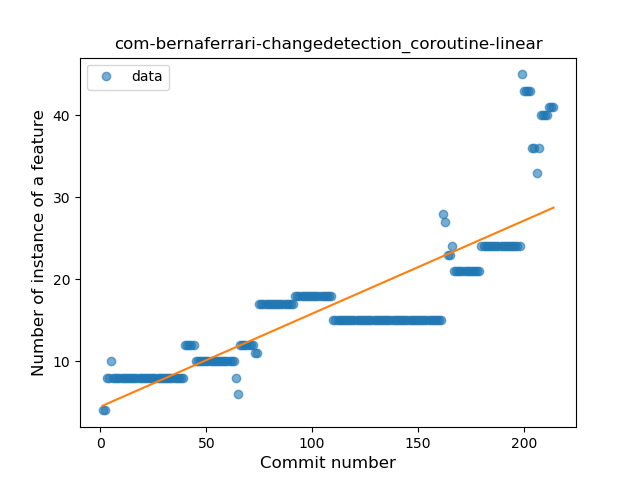 com-bernaferrari-changedetection_coroutine-linear
data
Number of instance of a feature
40
30
20
10
0
50
100
150
200
Commit number